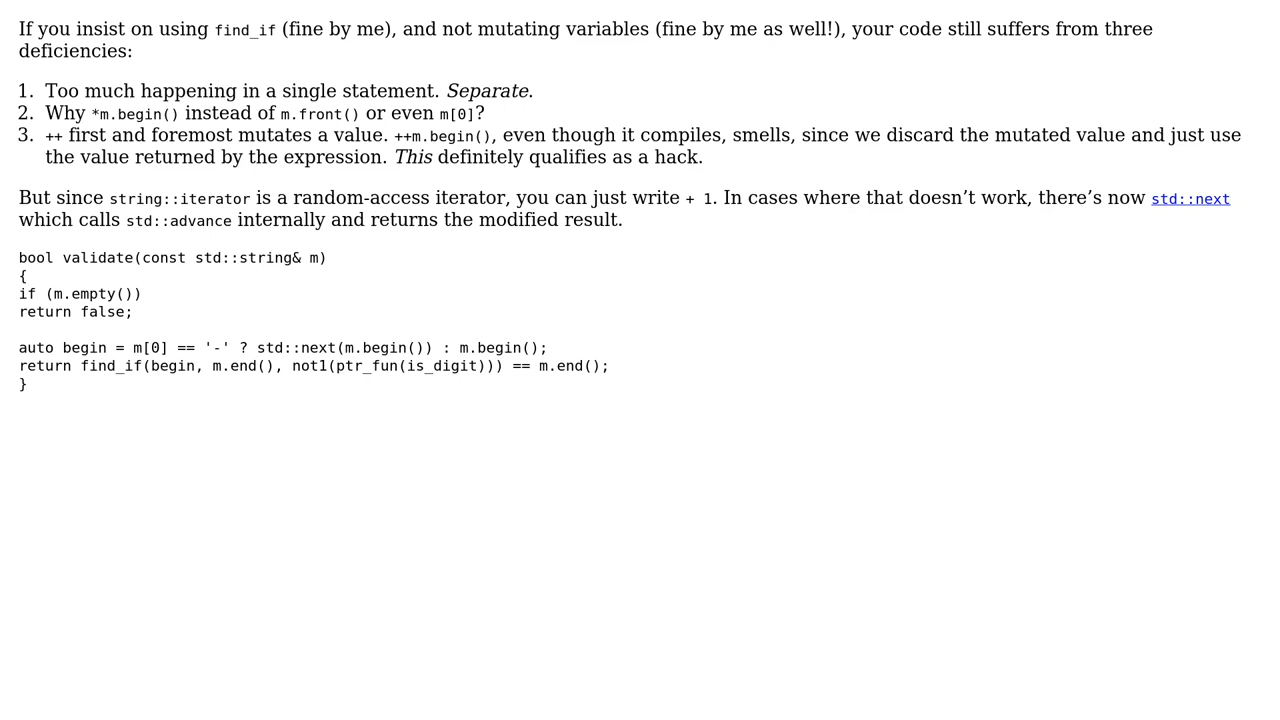 If you insist on using find_if (fine by me), and not mutating variables (fine by me as well!), your code still suffers from three
deficiencies:
1. Too much happening in a single statement. Separate.
2. Why *m.begin() instead of m.front() or even m[0]?
3. ++ first and foremost mutates a value. ++m.begin(), even though it compiles, smells, since we discard the mutated value and just use
the value returned by the expression. This definitely qualifies as a hack.
But since string::iterator is a random-access iterator, you can just write + 1. In cases where that doesn’t work, there’s now std::next
which calls std::advance internally and returns the modified result.
bool validate(const std::string& m)
{
if (m.empty())
return false;
auto begin = m[0] == '-' ? std::next(m.begin()) : m.begin();
return find_if(begin, m.end(), not1(ptr_fun(is_digit))) == m.end();
}